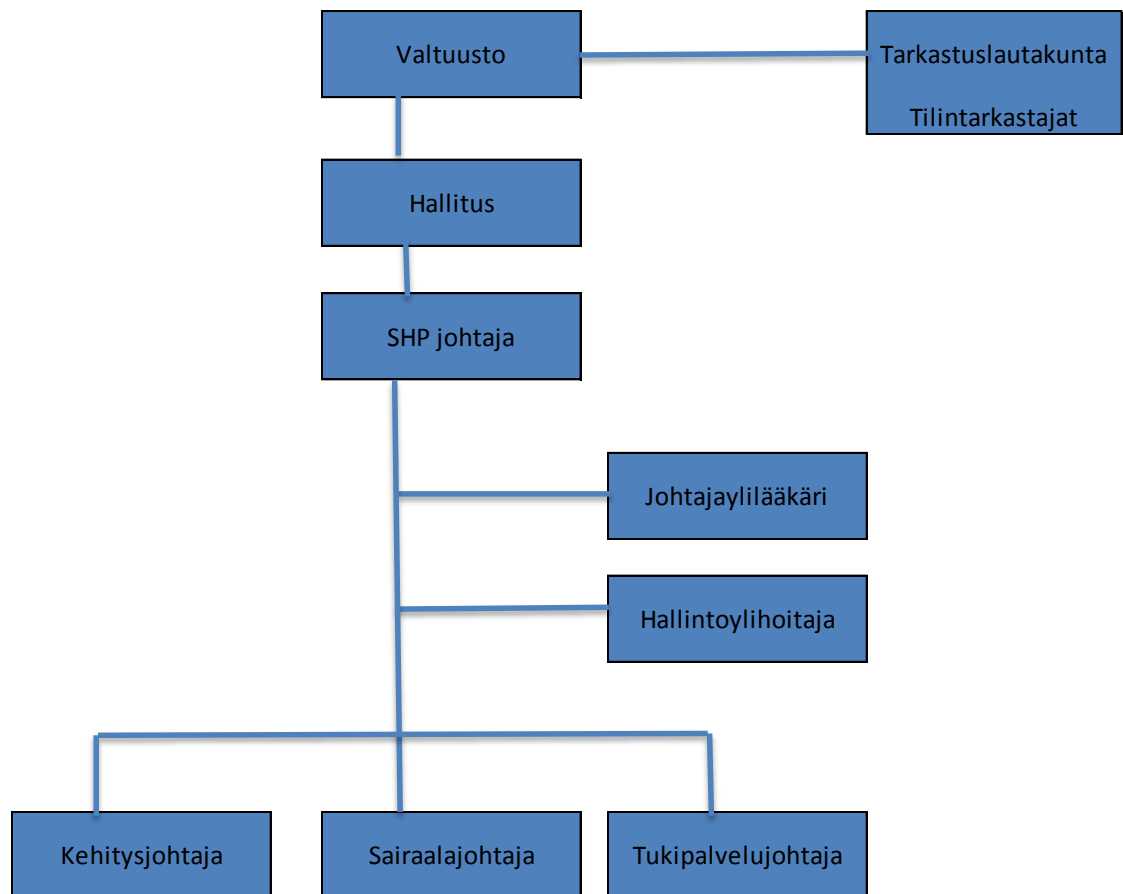 Valtuusto
Tarkastuslautakunta
Tilintarkastajat
Hallitus
SHP johtaja
Johtajaylilääkäri
Hallintoylihoitaja
Kehitysjohtaja
Sairaalajohtaja
Tukipalvelujohtaja